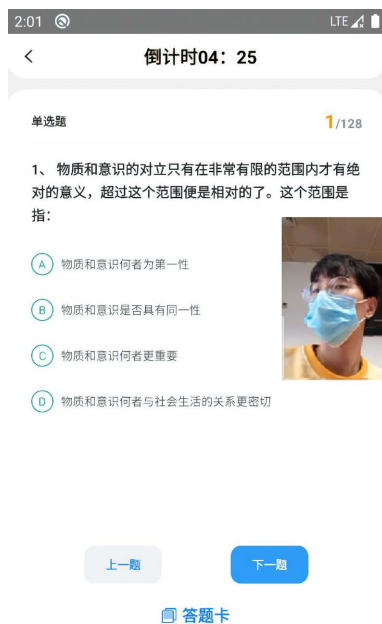 2:01 LTE
倒计时04：25
单选题 1/128
1、 物质和意识的对立只有在非常有限的范围内才有绝
对的意义，超过这个范围便是相对的了。这个范围是
指：
A 物质和意识何者为第一性
B 物质和意识是否具有同一性
C 物质和意识何者更重要
D 物质和意识何者与社会生活的关系更密切
上一题 下一题
答题卡